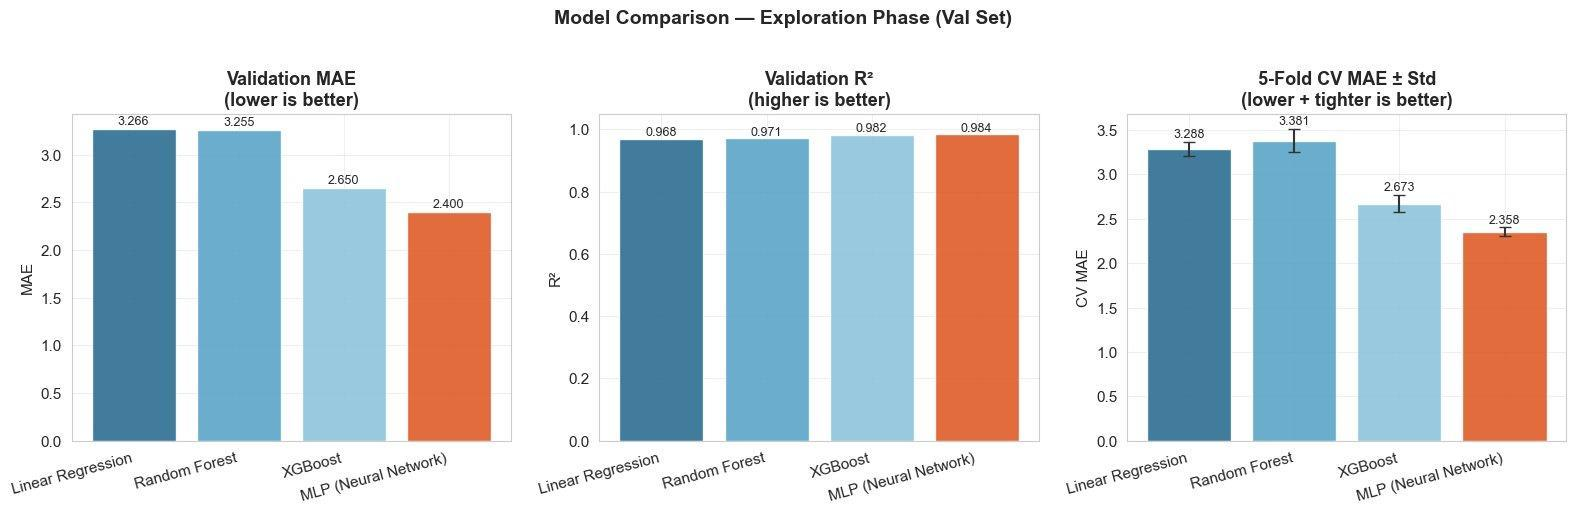 Model Comparison — Exploration Phase (Val Set)
Validation MAE
(lower is better)
MAE
3.0
2.5
2.0
1.5
1.0
0.5
0.0
3.266
3.255
2.650
2.400
Linear Regression
Random Forest
XGBoost
MLP (Neural Network)
Validation R²
(higher is better)
R²
1.0
0.8
0.6
0.4
0.2
0.0
0.968
0.971
0.982
0.984
Linear Regression
Random Forest
XGBoost
MLP (Neural Network)
5-Fold CV MAE ± Std
(lower + tighter is better)
CV MAE
3.5
3.0
2.5
2.0
1.5
1.0
0.5
0.0
3.288
3.381
2.673
2.358
Linear Regression
Random Forest
XGBoost
MLP (Neural Network)